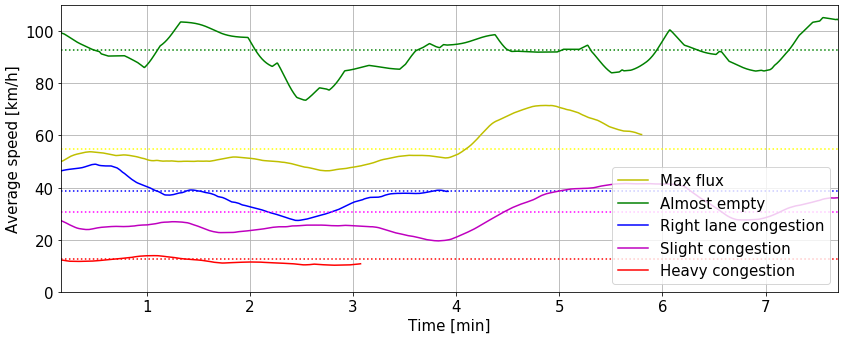 Average speed [km/h]
100
80
60
40
20
0
Max flux
Almost empty
Right lane congestion
Slight congestion
Heavy congestion
1 2 3 4 5 6 7
Time [min]